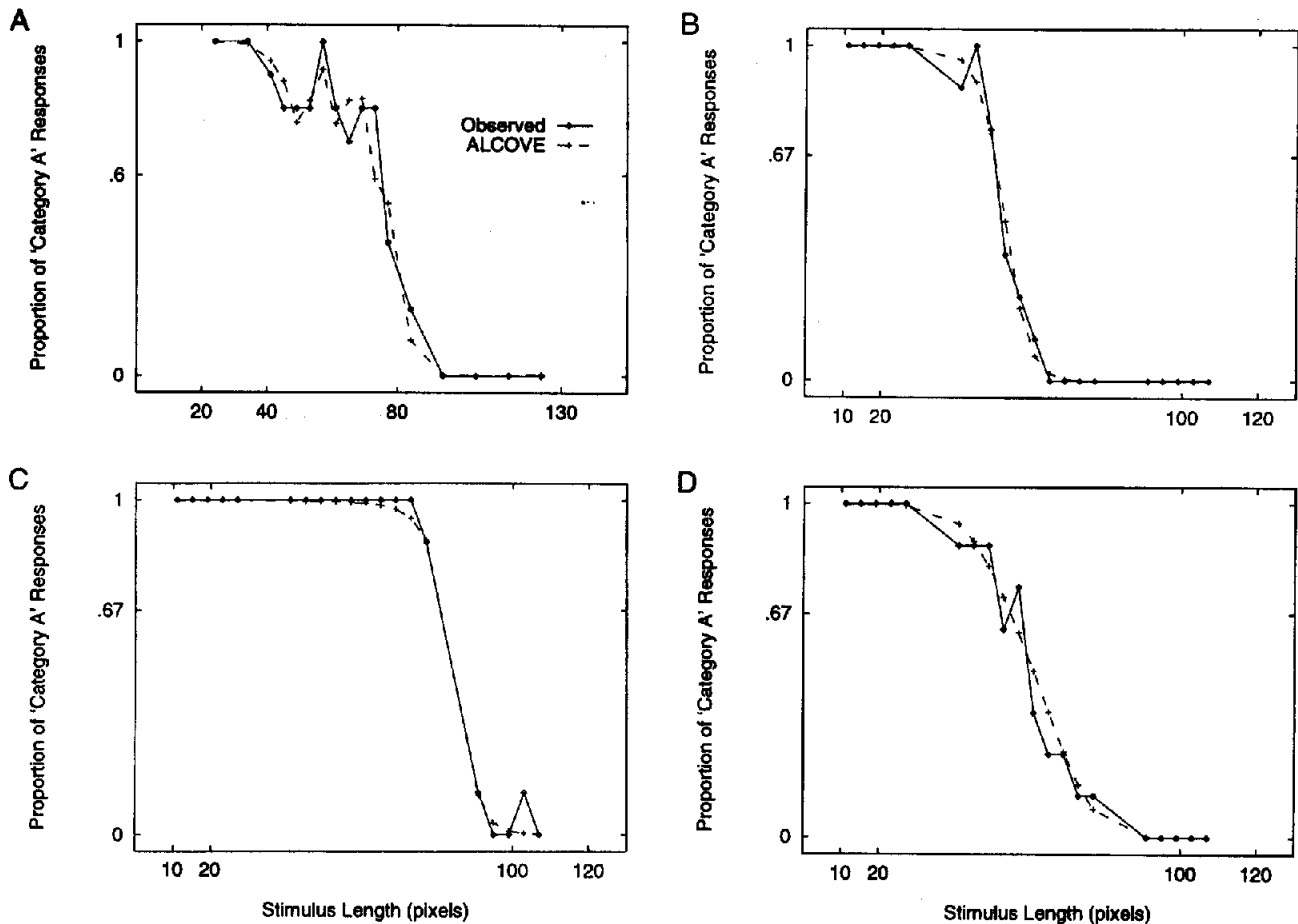 A
Proportion of 'Category A' Responses
1
.6
0
20 40 80 130
Observed
ALCOVE
B
Proportion of 'Category A' Responses
1
.67
0
10 20 100 120
C
Proportion of 'Category A' Responses
1
.67
0
10 20 100 120
Stimulus Length (pixels)
D
Proportion of 'Category A' Responses
1
.67
0
10 20 100 120
Stimulus Length (pixels)